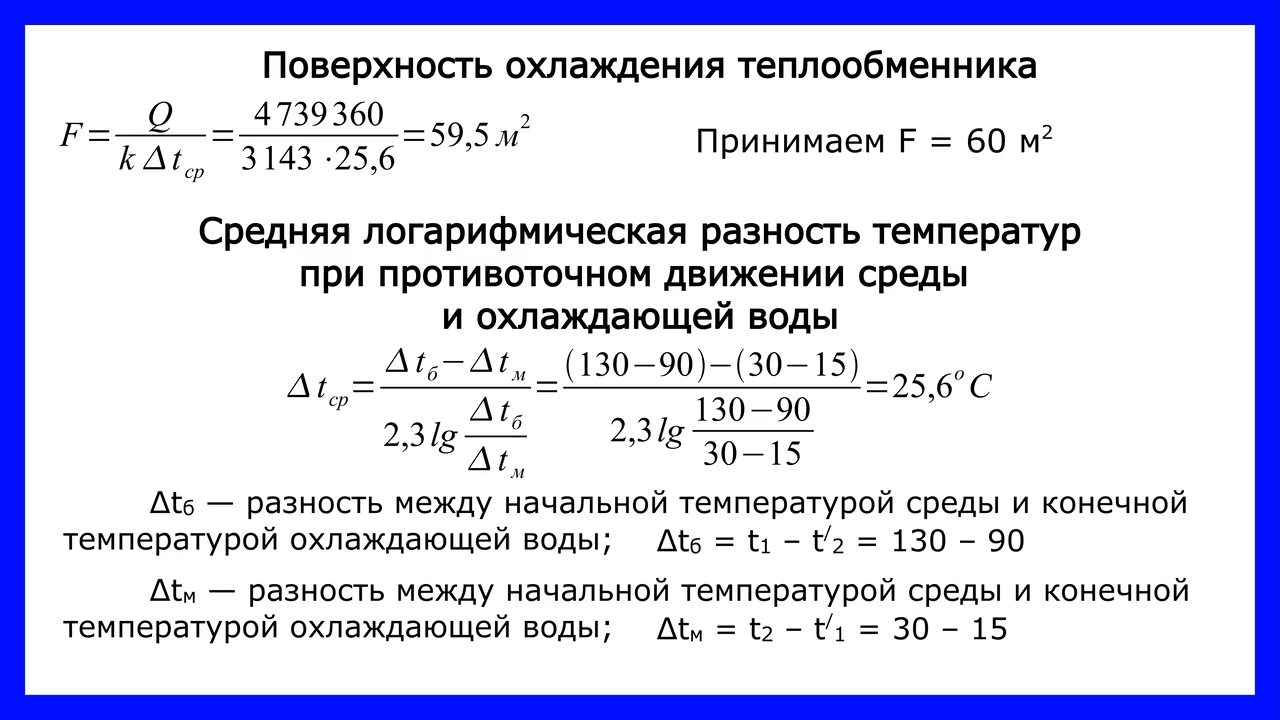 Поверхность охлаждения теплообменника
F = Q / (k Δt ср) = 4 739 360 / (3 143 · 25,6) = 59,5 м²
Принимаем F = 60 м²
Средняя логарифмическая разность температур
при противоточном движении среды
и охлаждающей воды
Δt ср = (Δt б − Δt м) / (2,3 lg (Δt б / Δt м)) = ((130−90)−(30−15)) / (2,3 lg ((130−90) / (30−15))) = 25,6° C
Δtб — разность между начальной температурой среды и конечной
температурой охлаждающей воды; Δtб = t₁ – t/₂ = 130 – 90
Δtм — разность между начальной температурой среды и конечной
температурой охлаждающей воды; Δtм = t₂ – t/₁ = 30 – 15